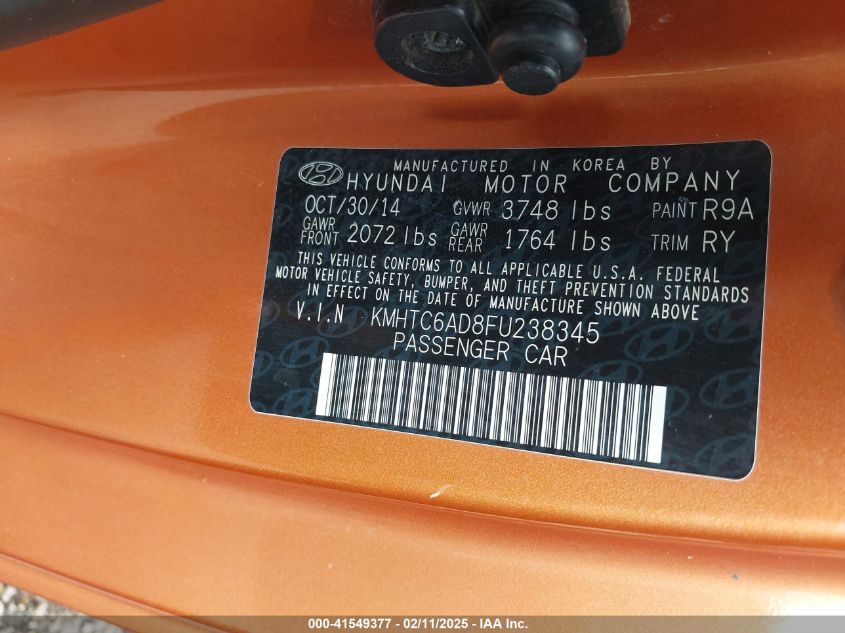 MANUFACTURED IN KOREA BY
HYUNDAI MOTOR COMPANY
OCT/30/14 GVWR 3748 lbs PAINT R9A
GAWR FRONT 2072 lbs GAWR REAR 1764 lbs TRIM RY
THIS VEHICLE CONFORMS TO ALL APPLICABLE U.S.A. FEDERAL
MOTOR VEHICLE SAFETY, BUMPER, AND THEFT PREVENTION STANDARDS
IN EFFECT ON THE DATE OF MANUFACTURE SHOWN ABOVE
V.I.N KMHTC6AD8FU238345
PASSENGER CAR
000-41549377 - 02/11/2025 - IAA Inc.